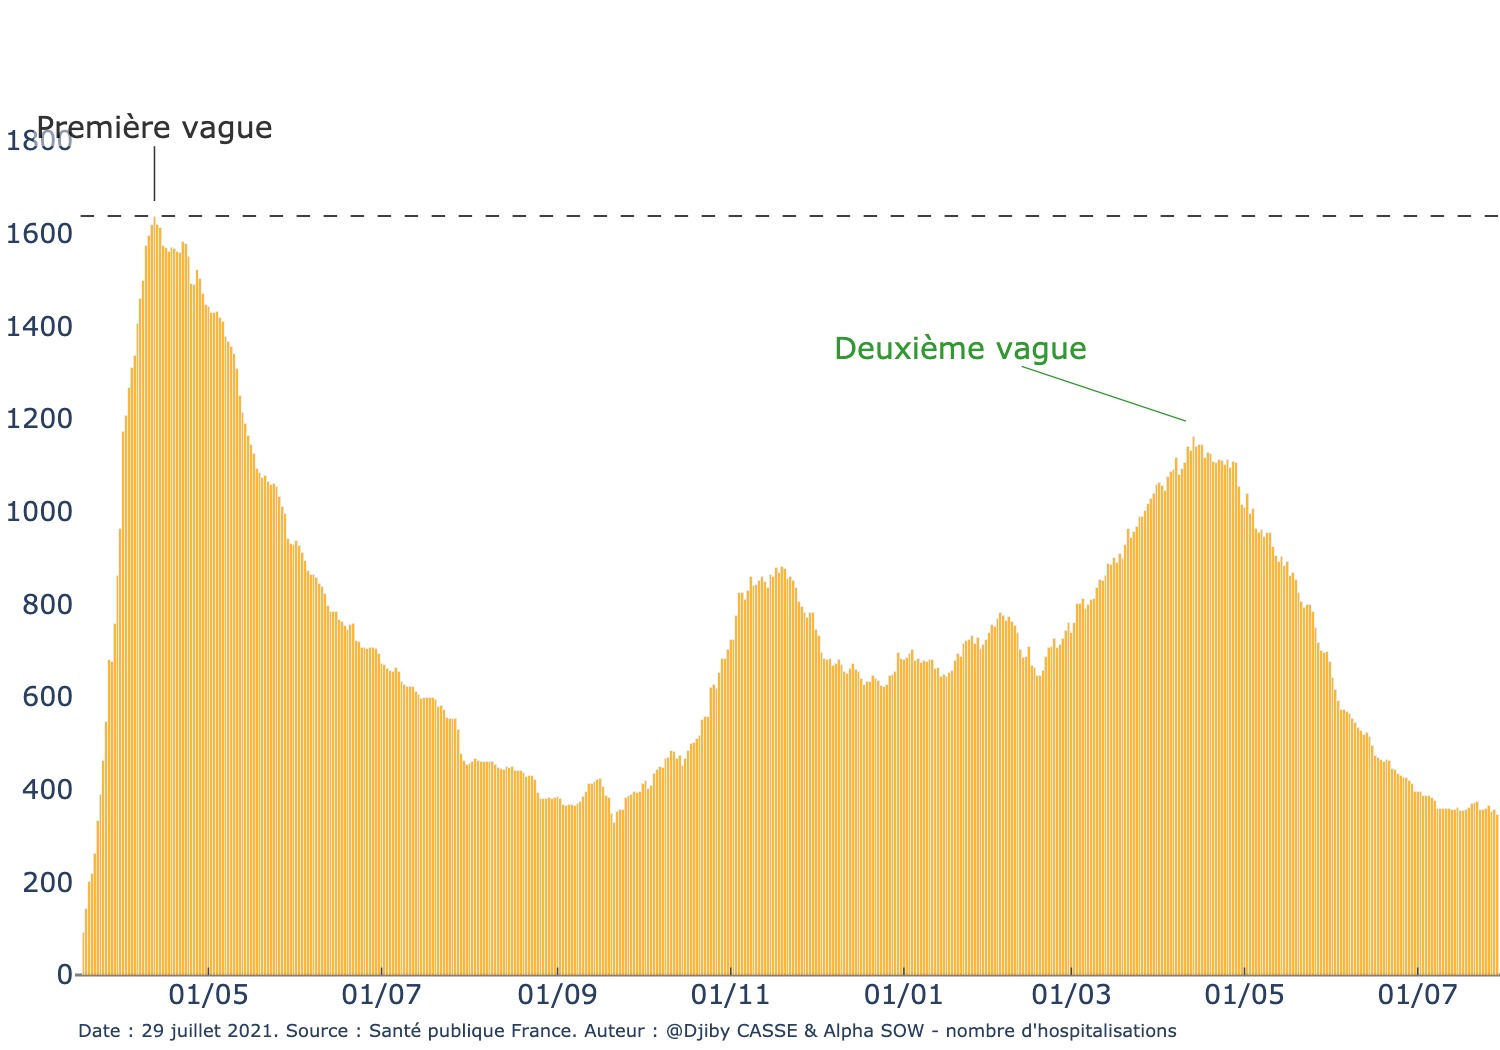 Première vague
1800
1600
1400
Deuxième vague
1200
1000
800
600
400
200
0
01/05 01/07 01/09 01/11 01/01 01/03 01/05 01/07
Date : 29 juillet 2021. Source : Santé publique France. Auteur : @Djiby CASSE & Alpha SOW - nombre d'hospitalisations